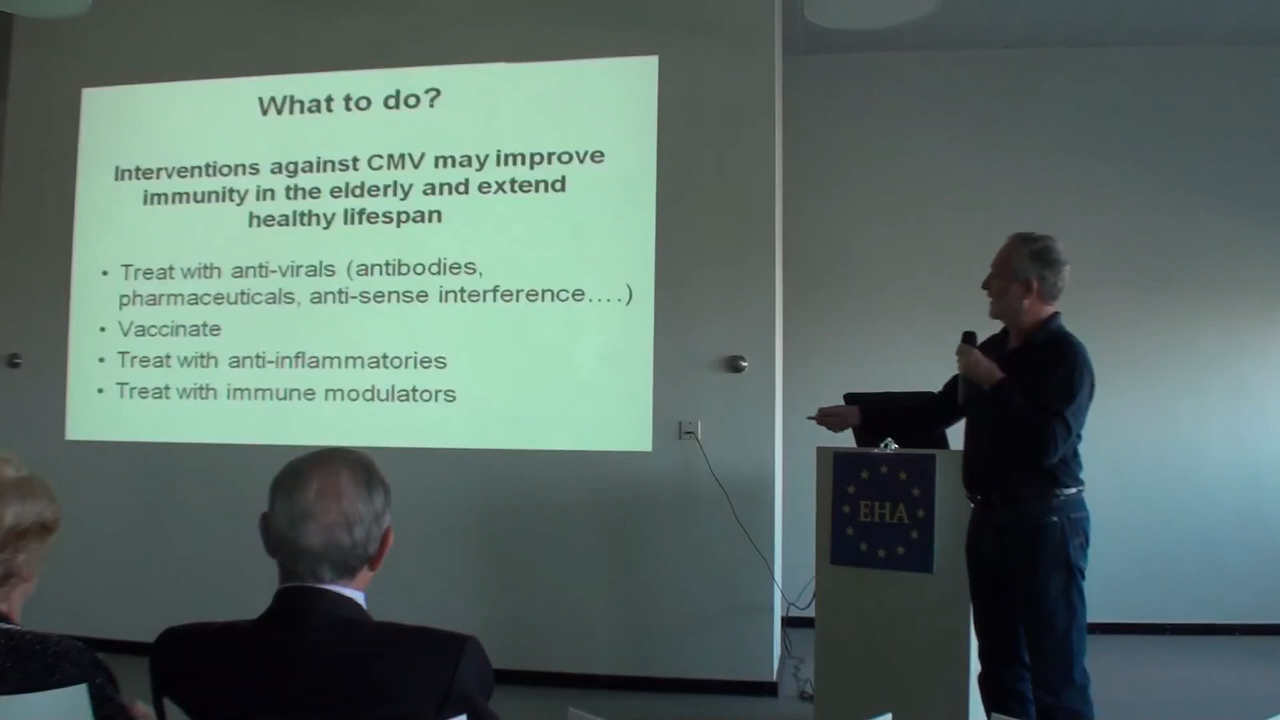 What to do?
Interventions against CMV may improve
immunity in the elderly and extend
healthy lifespan
• Treat with anti-virals (antibodies,
pharmaceuticals, anti-sense interference….)
• Vaccinate
• Treat with anti-inflammatories
• Treat with immune modulators
EHA